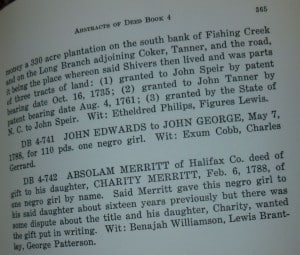 ABSTRACTS OF DEED BOOK 4
565
money a 330 acre plantation on the south bank of Fishing Creek
and on the Long Branch adjoining Coker, Tanner, and the road,
it being the place whereon said Shivers then lived and was parts
of three tracts of land: (1) granted to John Speir by patent
bearing date Oct. 16, 1735; (2) granted to John Tanner by
patent bearing date Aug. 4, 1761; (3) granted by the State of
N. C. to John Speir. Wit: Etheldred Philips, Figures Lewis.
DB 4-741 JOHN EDWARDS to JOHN GEORGE, May 7,
1788, for 110 pds. one negro girl. Wit: Exum Cobb, Charles
Gerrard.
DB 4-742 ABSOLAM MERRITT of Halifax Co. deed of
gift to his daughter, CHARITY MERRITT, Feb. 6, 1788, of
one negro girl by name. Said Merritt gave this negro girl to
his said daughter about sixteen years previously but there was
some dispute about the title and his daughter, Charity, wanted
the gift put in writing. Wit: Benajah Williamson, Lewis Brant-
ley, George Patterson.